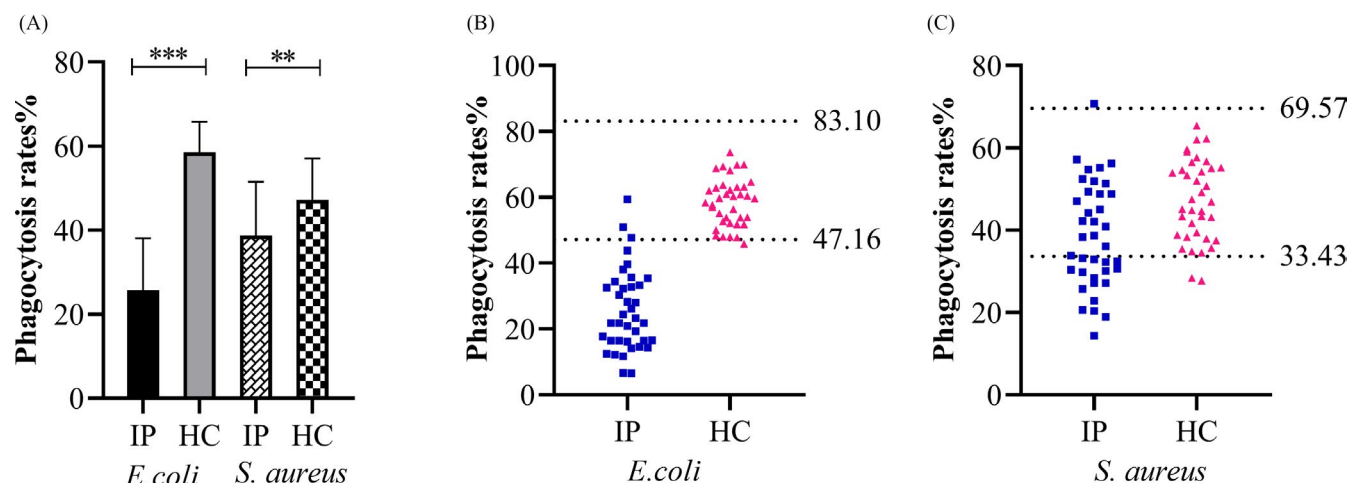 (A)
Phagocytosis rates%
80
60
40
20
0
***
**
IP HC IP HC
E.coli S. aureus
(B)
Phagocytosis rates%
100
80
60
40
20
0
83.10
47.16
IP HC
E.coli
(C)
Phagocytosis rates%
80
60
40
20
0
69.57
33.43
IP HC
S. aureus